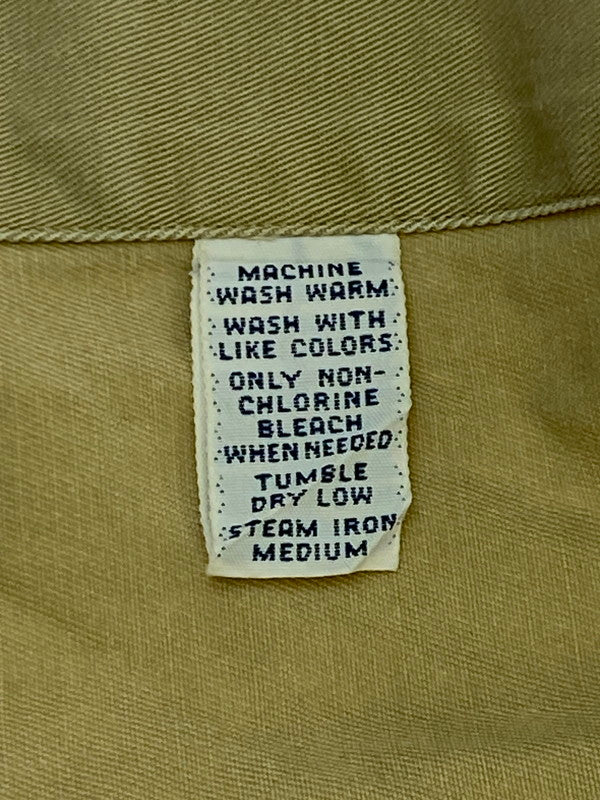 MACHINE
WASH WARM
WASH WITH
LIKE COLORS
ONLY NON-
CHLORINE
BLEACH
WHEN NEEDED
TUMBLE
DRY LOW
STEAM IRON
MEDIUM